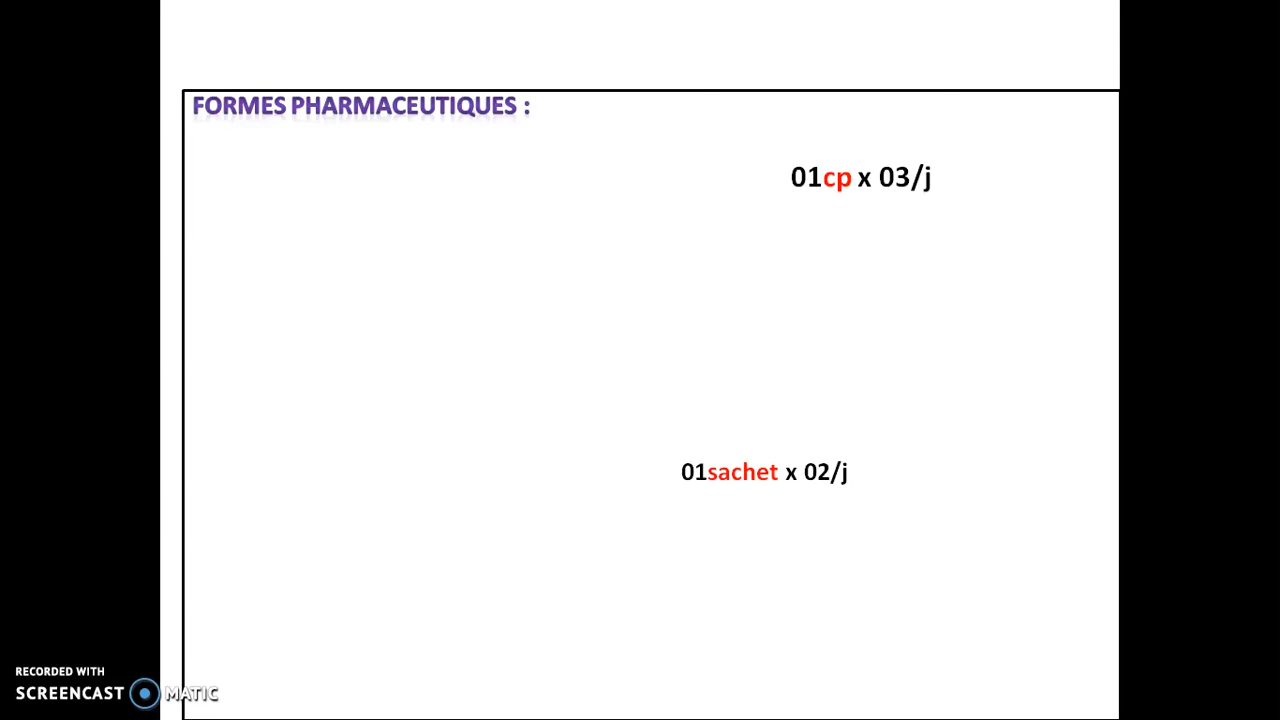 FORMES PHARMACEUTIQUES :
01cp x 03/j
01sachet x 02/j
RECORDED WITH
SCREENCAST MATIC